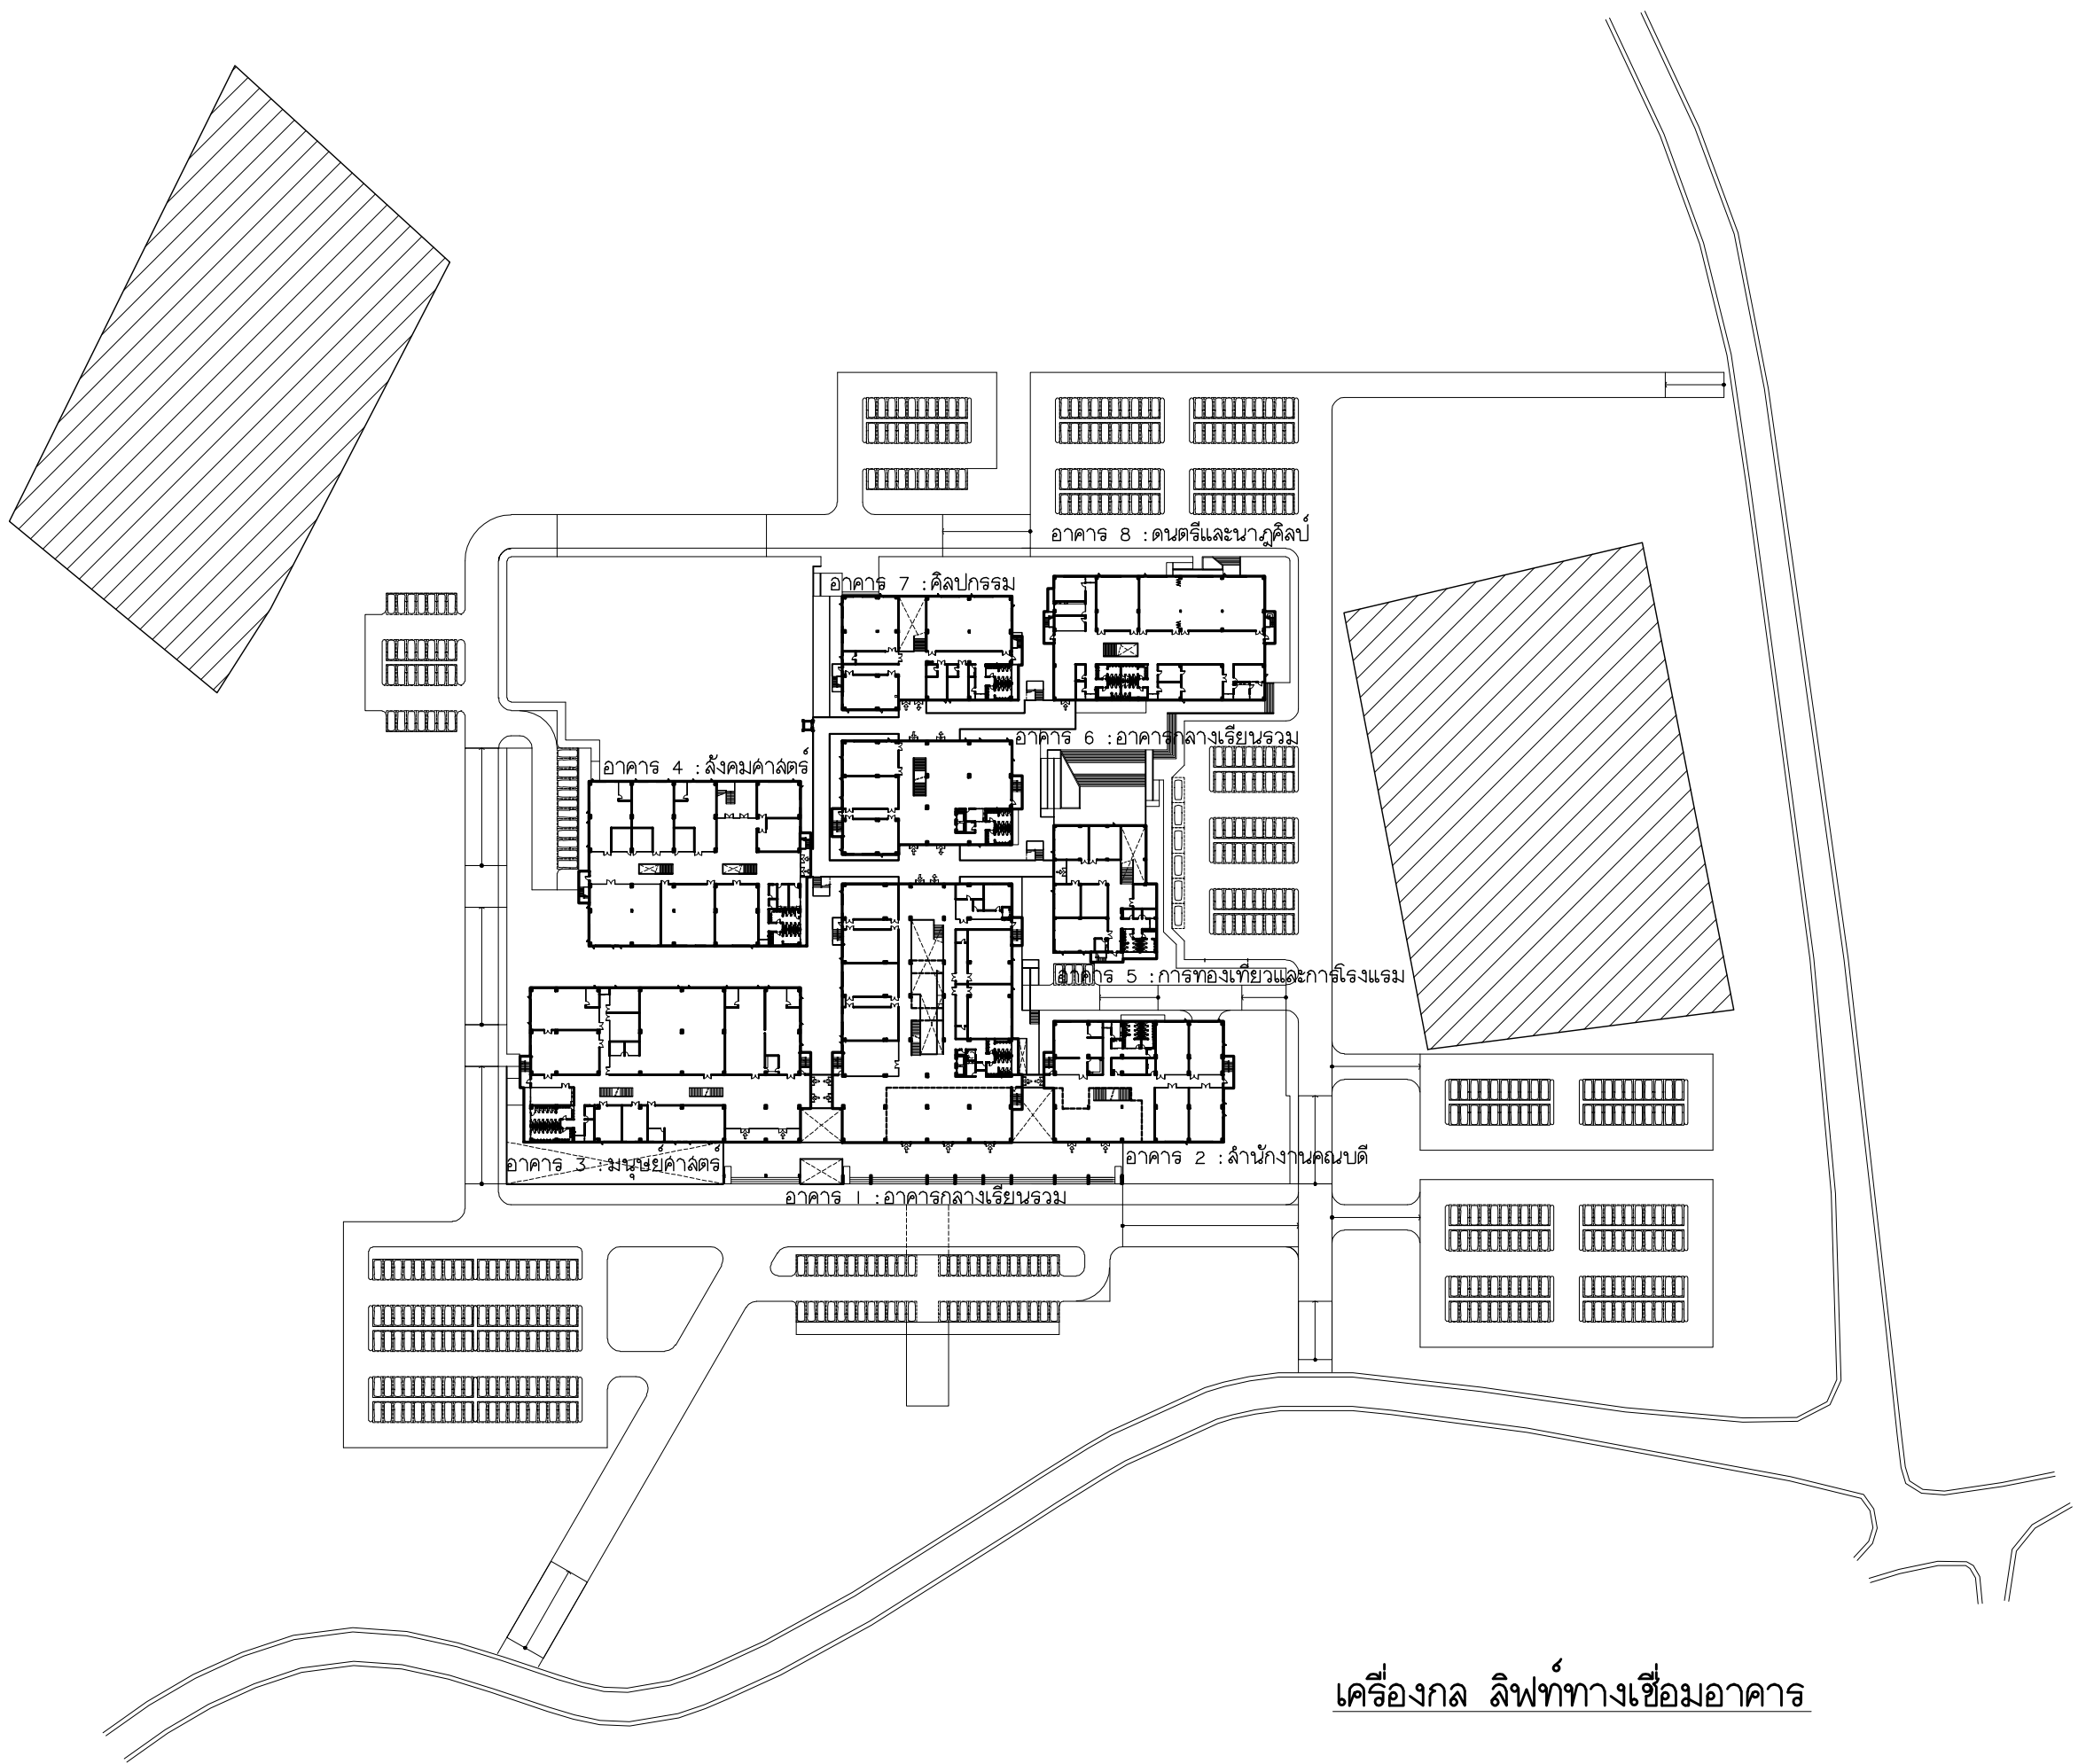 อาคาร 8 : ดนตรีและนาฎศิลป์
อาคาร 7 : ศิลปกรรม
อาคาร 6 : อาคารกลางเรียนรวม
อาคาร 4 : สังคมศาสตร์
อาคาร 5 : การท่องเที่ยวและการโรงแรม
อาคาร 3 : มนุษย์ศาสตร์
อาคาร 2 : สำนักงานคณบดี
อาคาร 1 : อาคารกลางเรียนรวม
เครื่องกล ลิฟท์ทางเชื่อมอาคาร